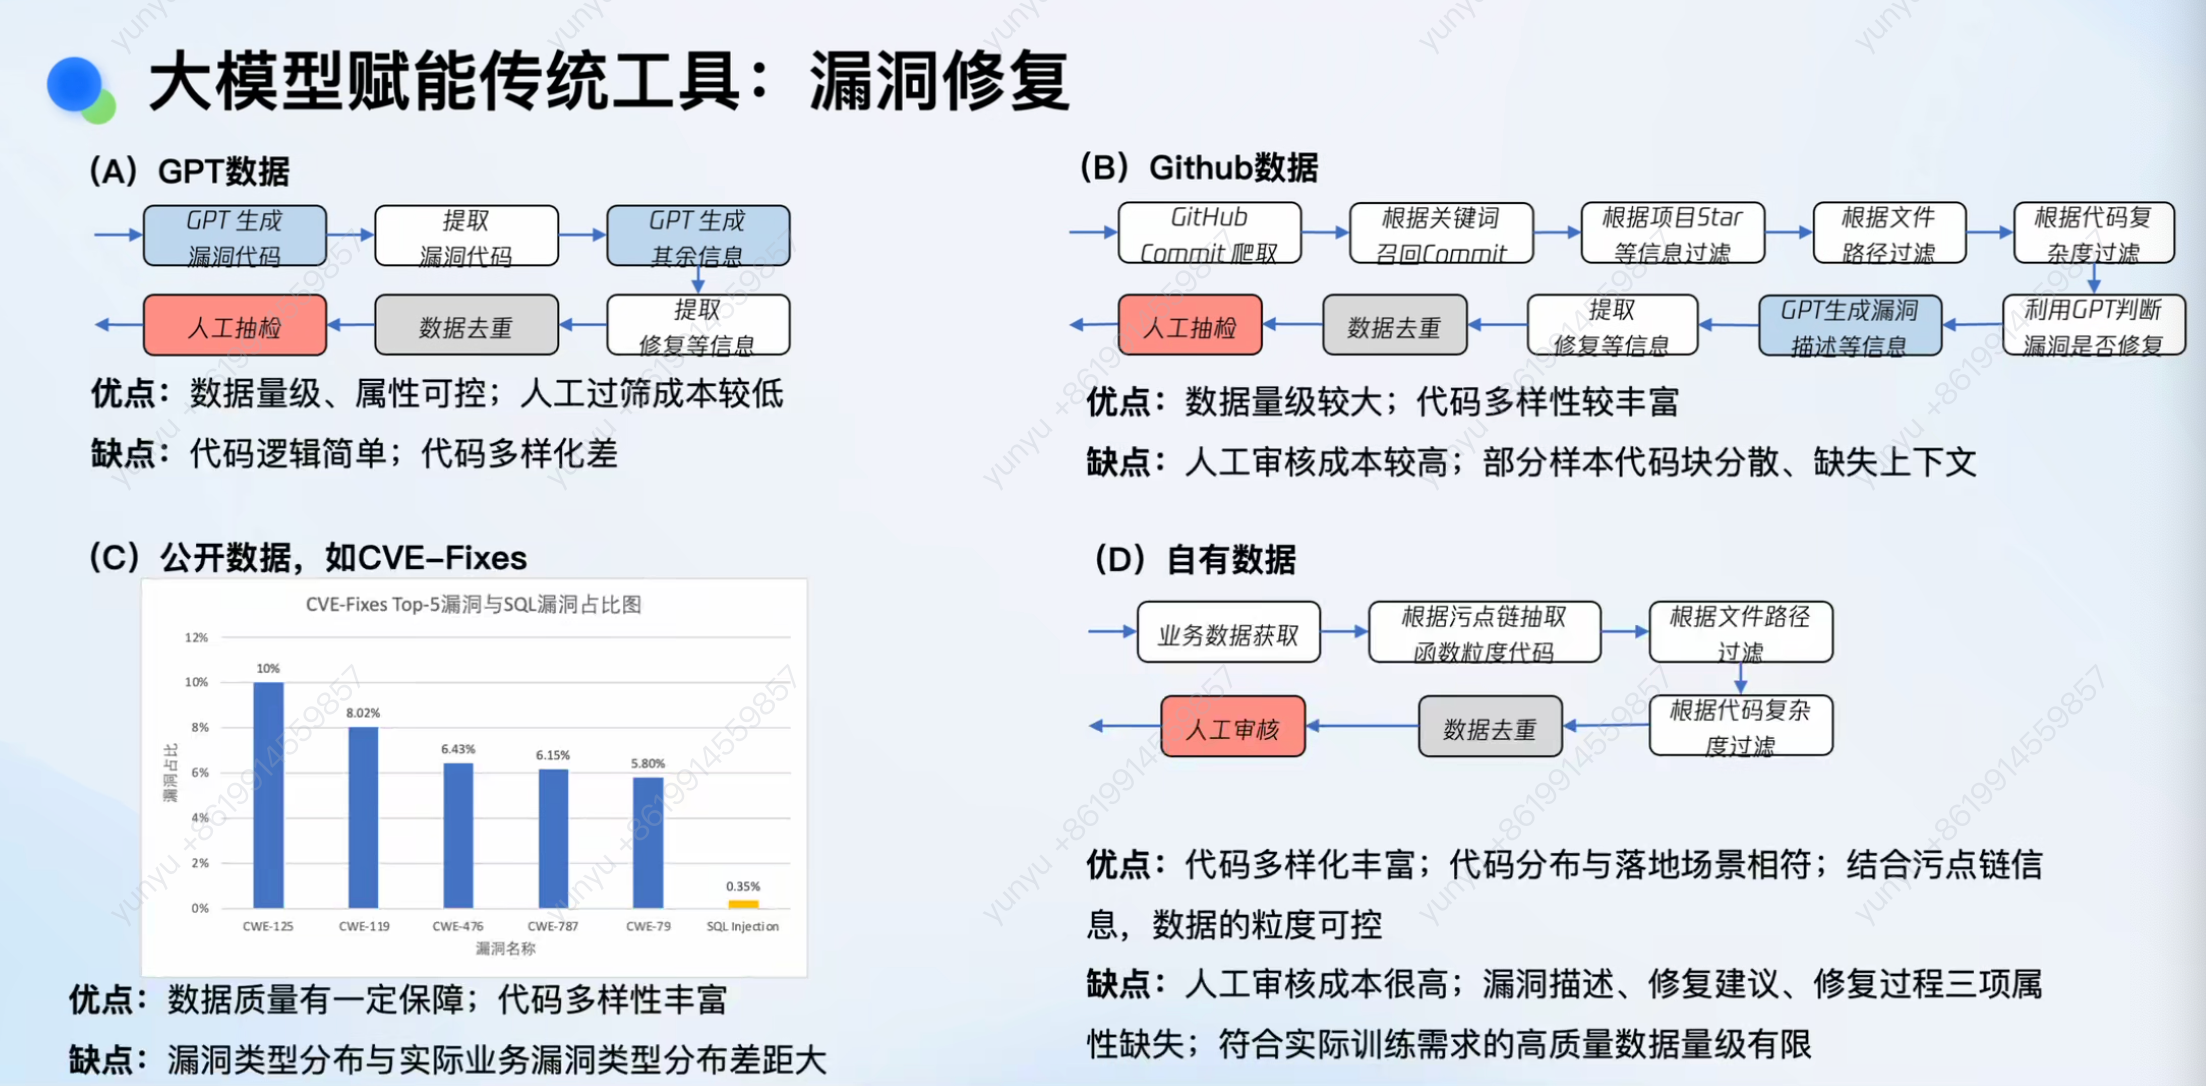 大模型赋能传统工具：漏洞修复
（A）GPT数据
GPT 生成
漏洞代码
提取
漏洞代码
GPT 生成
其余信息
提取
修复等信息
数据去重
人工抽检
优点：数据量级、属性可控；人工过筛成本较低
缺点：代码逻辑简单；代码多样化差
（B）Github数据
GitHub
Commit 爬取
根据关键词
召回Commit
根据项目Star
等信息过滤
根据文件
路径过滤
根据代码复
杂度过滤
利用GPT判断
漏洞是否修复
GPT生成漏洞
描述等信息
提取
修复等信息
数据去重
人工抽检
优点：数据量级较大；代码多样性较丰富
缺点：人工审核成本较高；部分样本代码块分散、缺失上下文
（C）公开数据，如CVE-Fixes
CVE-Fixes Top-5漏洞与SQL漏洞占比图
漏洞占比
12%
10%
8%
6%
4%
2%
0%
10%
8.02%
6.43%
6.15%
5.80%
0.35%
CWE-125
CWE-119
CWE-476
CWE-787
CWE-79
SQL Injection
漏洞名称
优点：数据质量有一定保障；代码多样性丰富
缺点：漏洞类型分布与实际业务漏洞类型分布差距大
（D）自有数据
业务数据获取
根据污点链抽取
函数粒度代码
根据文件路径
过滤
根据代码复杂
度过滤
数据去重
人工审核
优点：代码多样化丰富；代码分布与落地场景相符；结合污点链信
息，数据的粒度可控
缺点：人工审核成本很高；漏洞描述、修复建议、修复过程三项属
性缺失；符合实际训练需求的高质量数据量级有限
yunyu +8619914559857